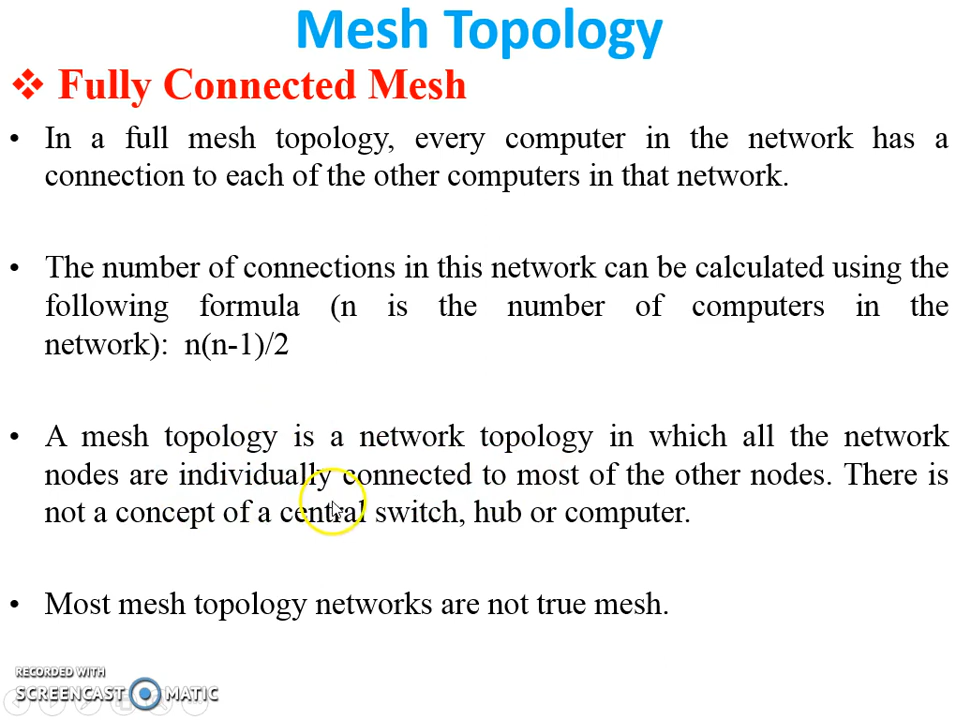 Mesh Topology
❖ Fully Connected Mesh
• In a full mesh topology, every computer in the network has a
connection to each of the other computers in that network.
• The number of connections in this network can be calculated using the
following formula (n is the number of computers in the
network): n(n-1)/2
• A mesh topology is a network topology in which all the network
nodes are individually connected to most of the other nodes. There is
not a concept of a central switch, hub or computer.
• Most mesh topology networks are not true mesh.
RECORDED WITH
SCREENCAST MATIC